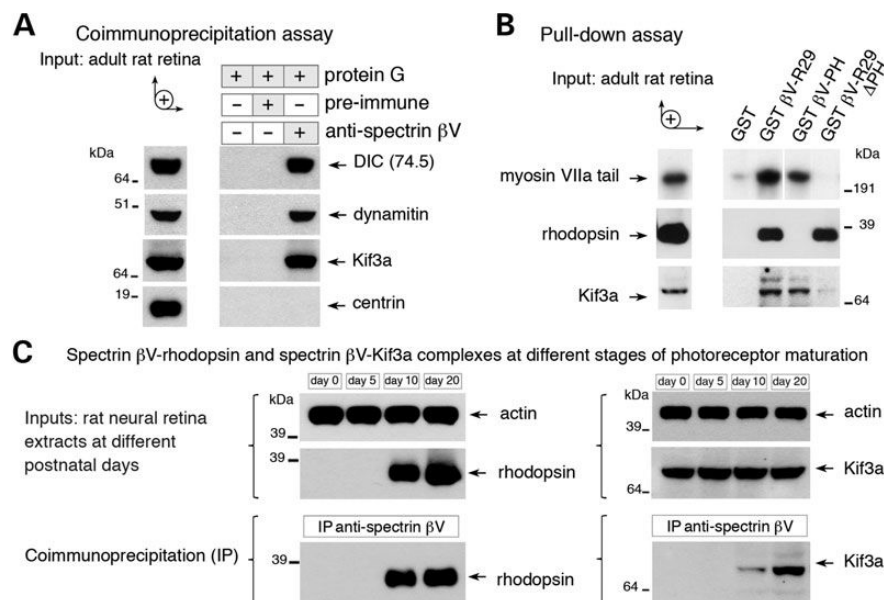 A
Coimmunoprecipitation assay
Input: adult rat retina
+
+ + + protein G
– + – pre-immune
– – + anti-spectrin βV
kDa
64
DIC (74.5)
51
dynamitin
64
Kif3a
19
centrin
B
Pull-down assay
Input: adult rat retina
+
GST
GST βV-R29
GST βV-PH
GST βV-R29
ΔPH
kDa
myosin VIIa tail
191
rhodopsin
39
Kif3a
64
C
Spectrin βV-rhodopsin and spectrin βV-Kif3a complexes at different stages of photoreceptor maturation
Inputs: rat neural retina
extracts at different
postnatal days
day 0 day 5 day 10 day 20
kDa
39
actin
39
rhodopsin
day 0 day 5 day 10 day 20
kDa
39
actin
64
Kif3a
Coimmunoprecipitation (IP)
IP anti-spectrin βV
39
rhodopsin
IP anti-spectrin βV
64
Kif3a